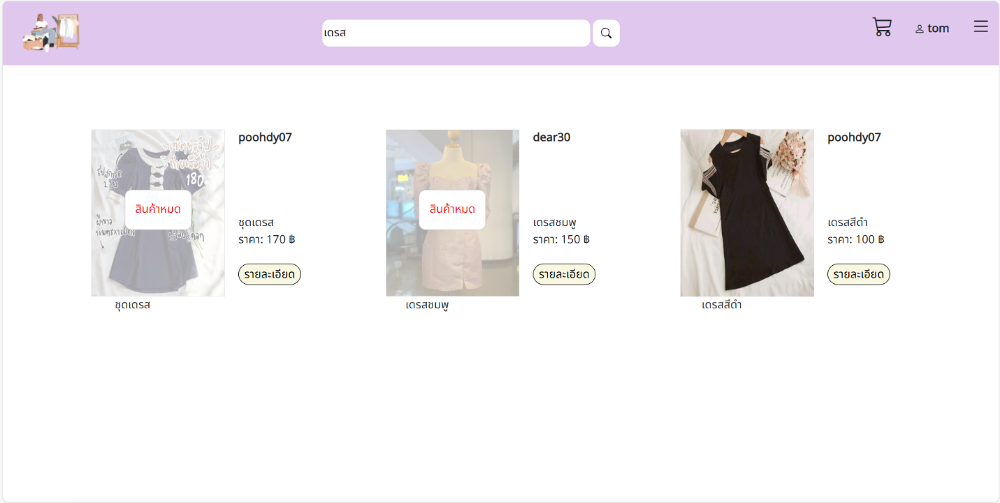 เดรส
tom
poohdy07
180.-
สินค้าหมด
ชุดเดรส
ราคา: 170 ฿
รายละเอียด
ชุดเดรส
dear30
สินค้าหมด
เดรสชมพู
ราคา: 150 ฿
รายละเอียด
เดรสชมพู
poohdy07
เดรสสีดำ
ราคา: 100 ฿
รายละเอียด
เดรสสีดำ